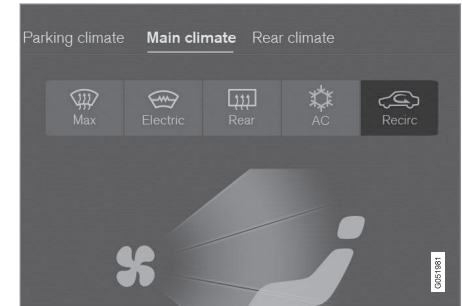 Parking climate Main climate Rear climate
Max Electric Rear AC Recirc
G051981